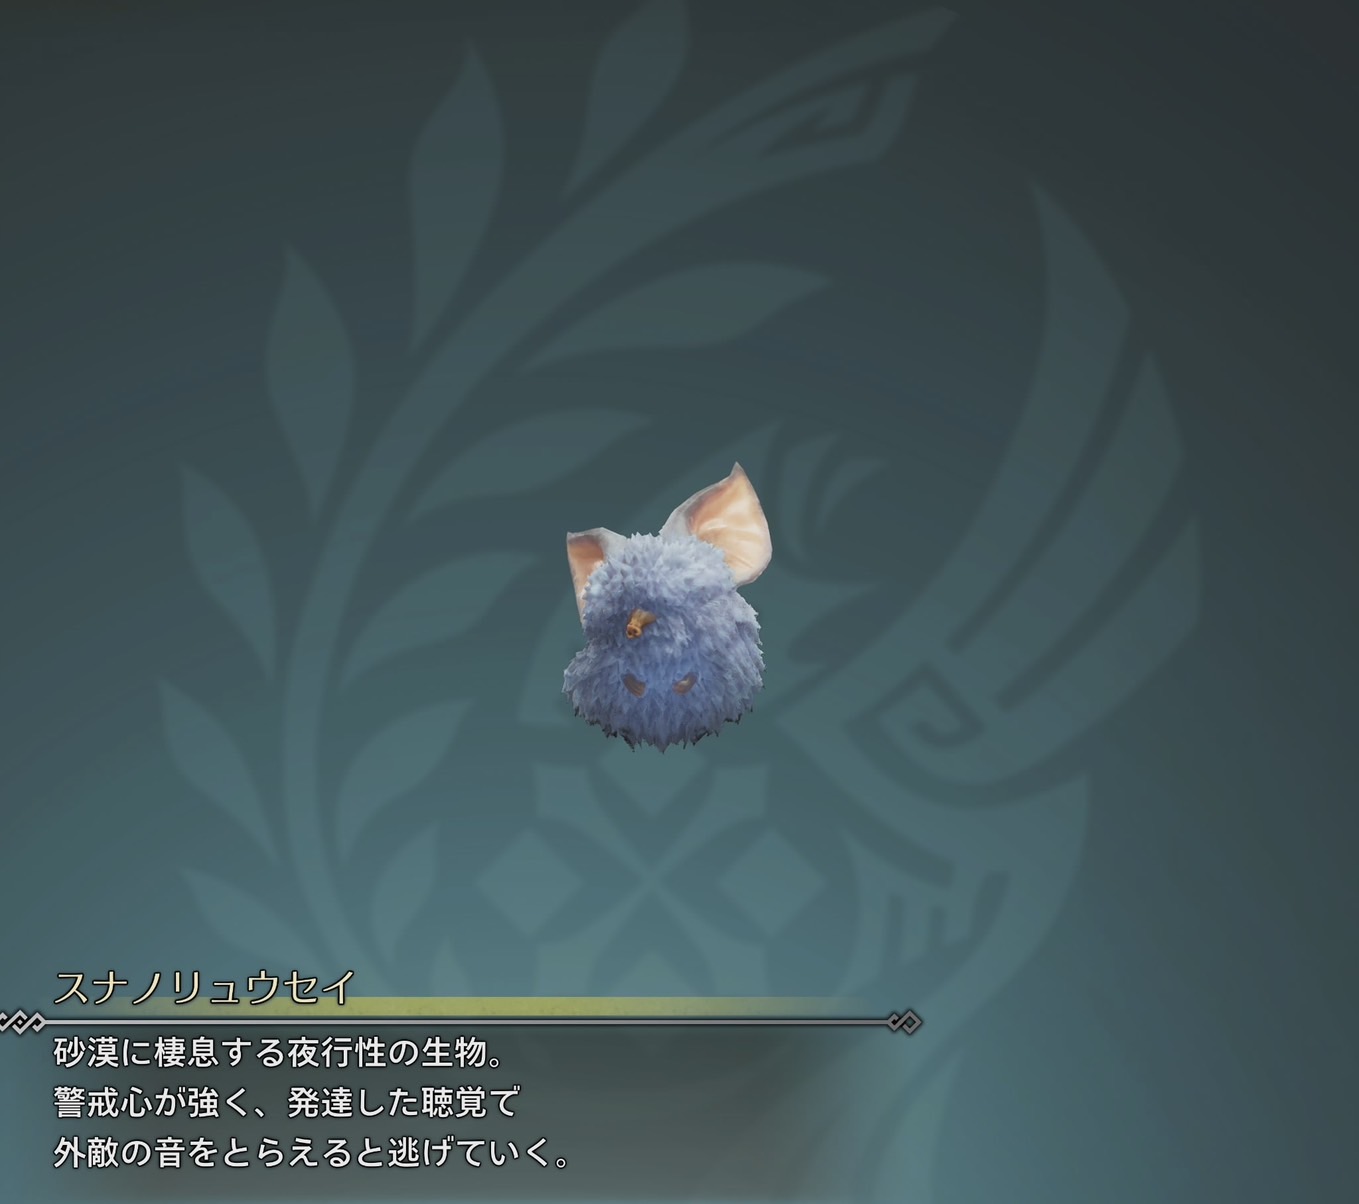 スナノリュウセイ
砂漠に棲息する夜行性の生物。
警戒心が強く、発達した聴覚で
外敵の音をとらえると逃げていく。